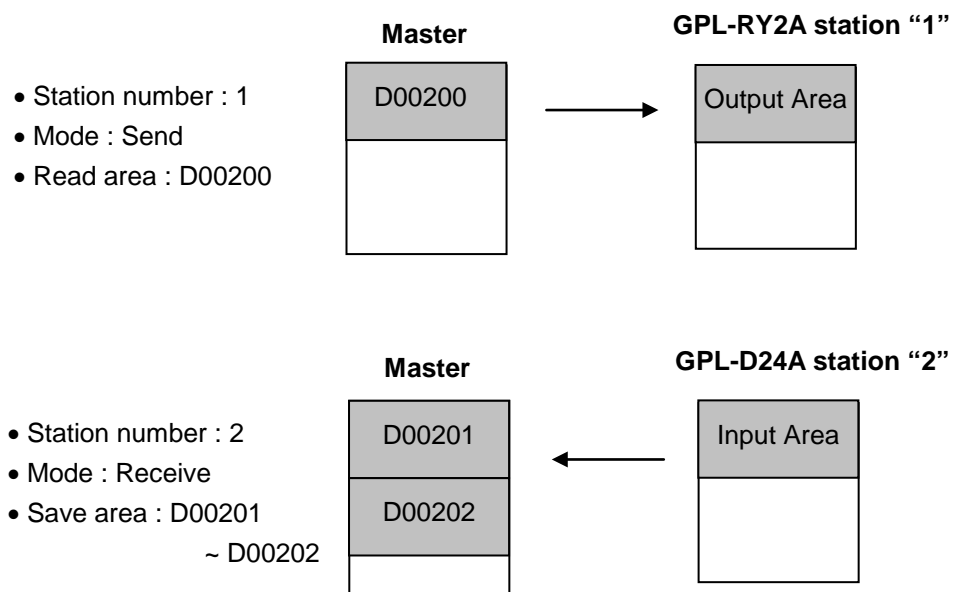 Master
GPL-RY2A station “1”
• Station number : 1
• Mode : Send
• Read area : D00200
D00200
Output Area
Master
GPL-D24A station “2”
• Station number : 2
• Mode : Receive
• Save area : D00201
~ D00202
D00201
D00202
Input Area